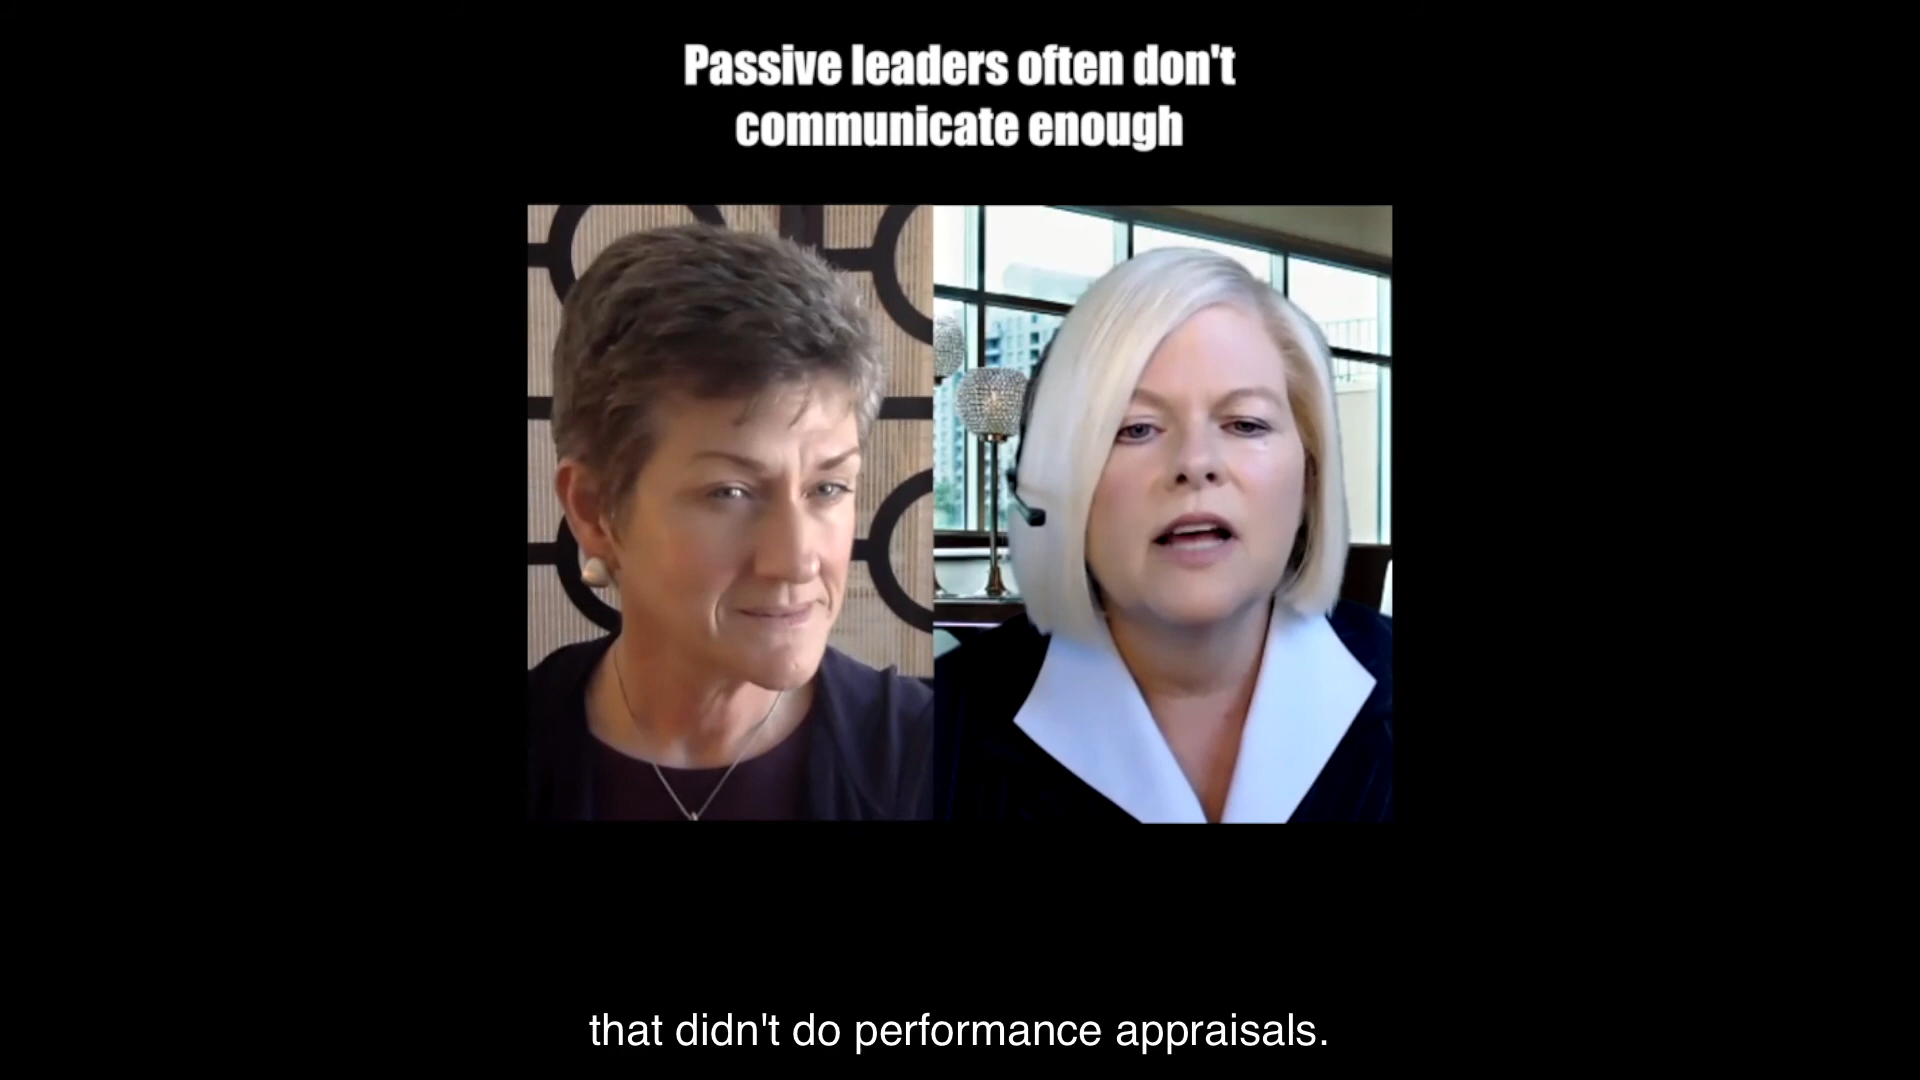 Passive leaders often don't
communicate enough
that didn't do performance appraisals.